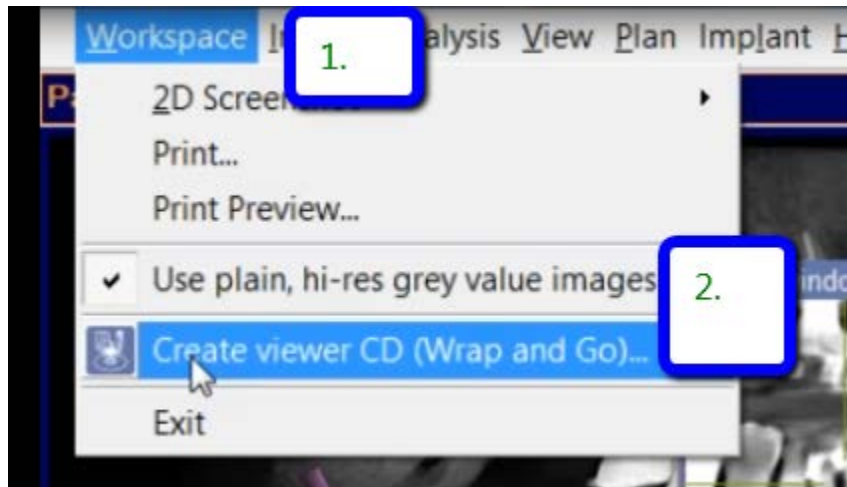 Workspace alysis View Plan Implant
1.
2D
Print...
Print Preview...
Use plain, hi-res grey value images
2.
Create viewer CD (Wrap and Go)...
Exit